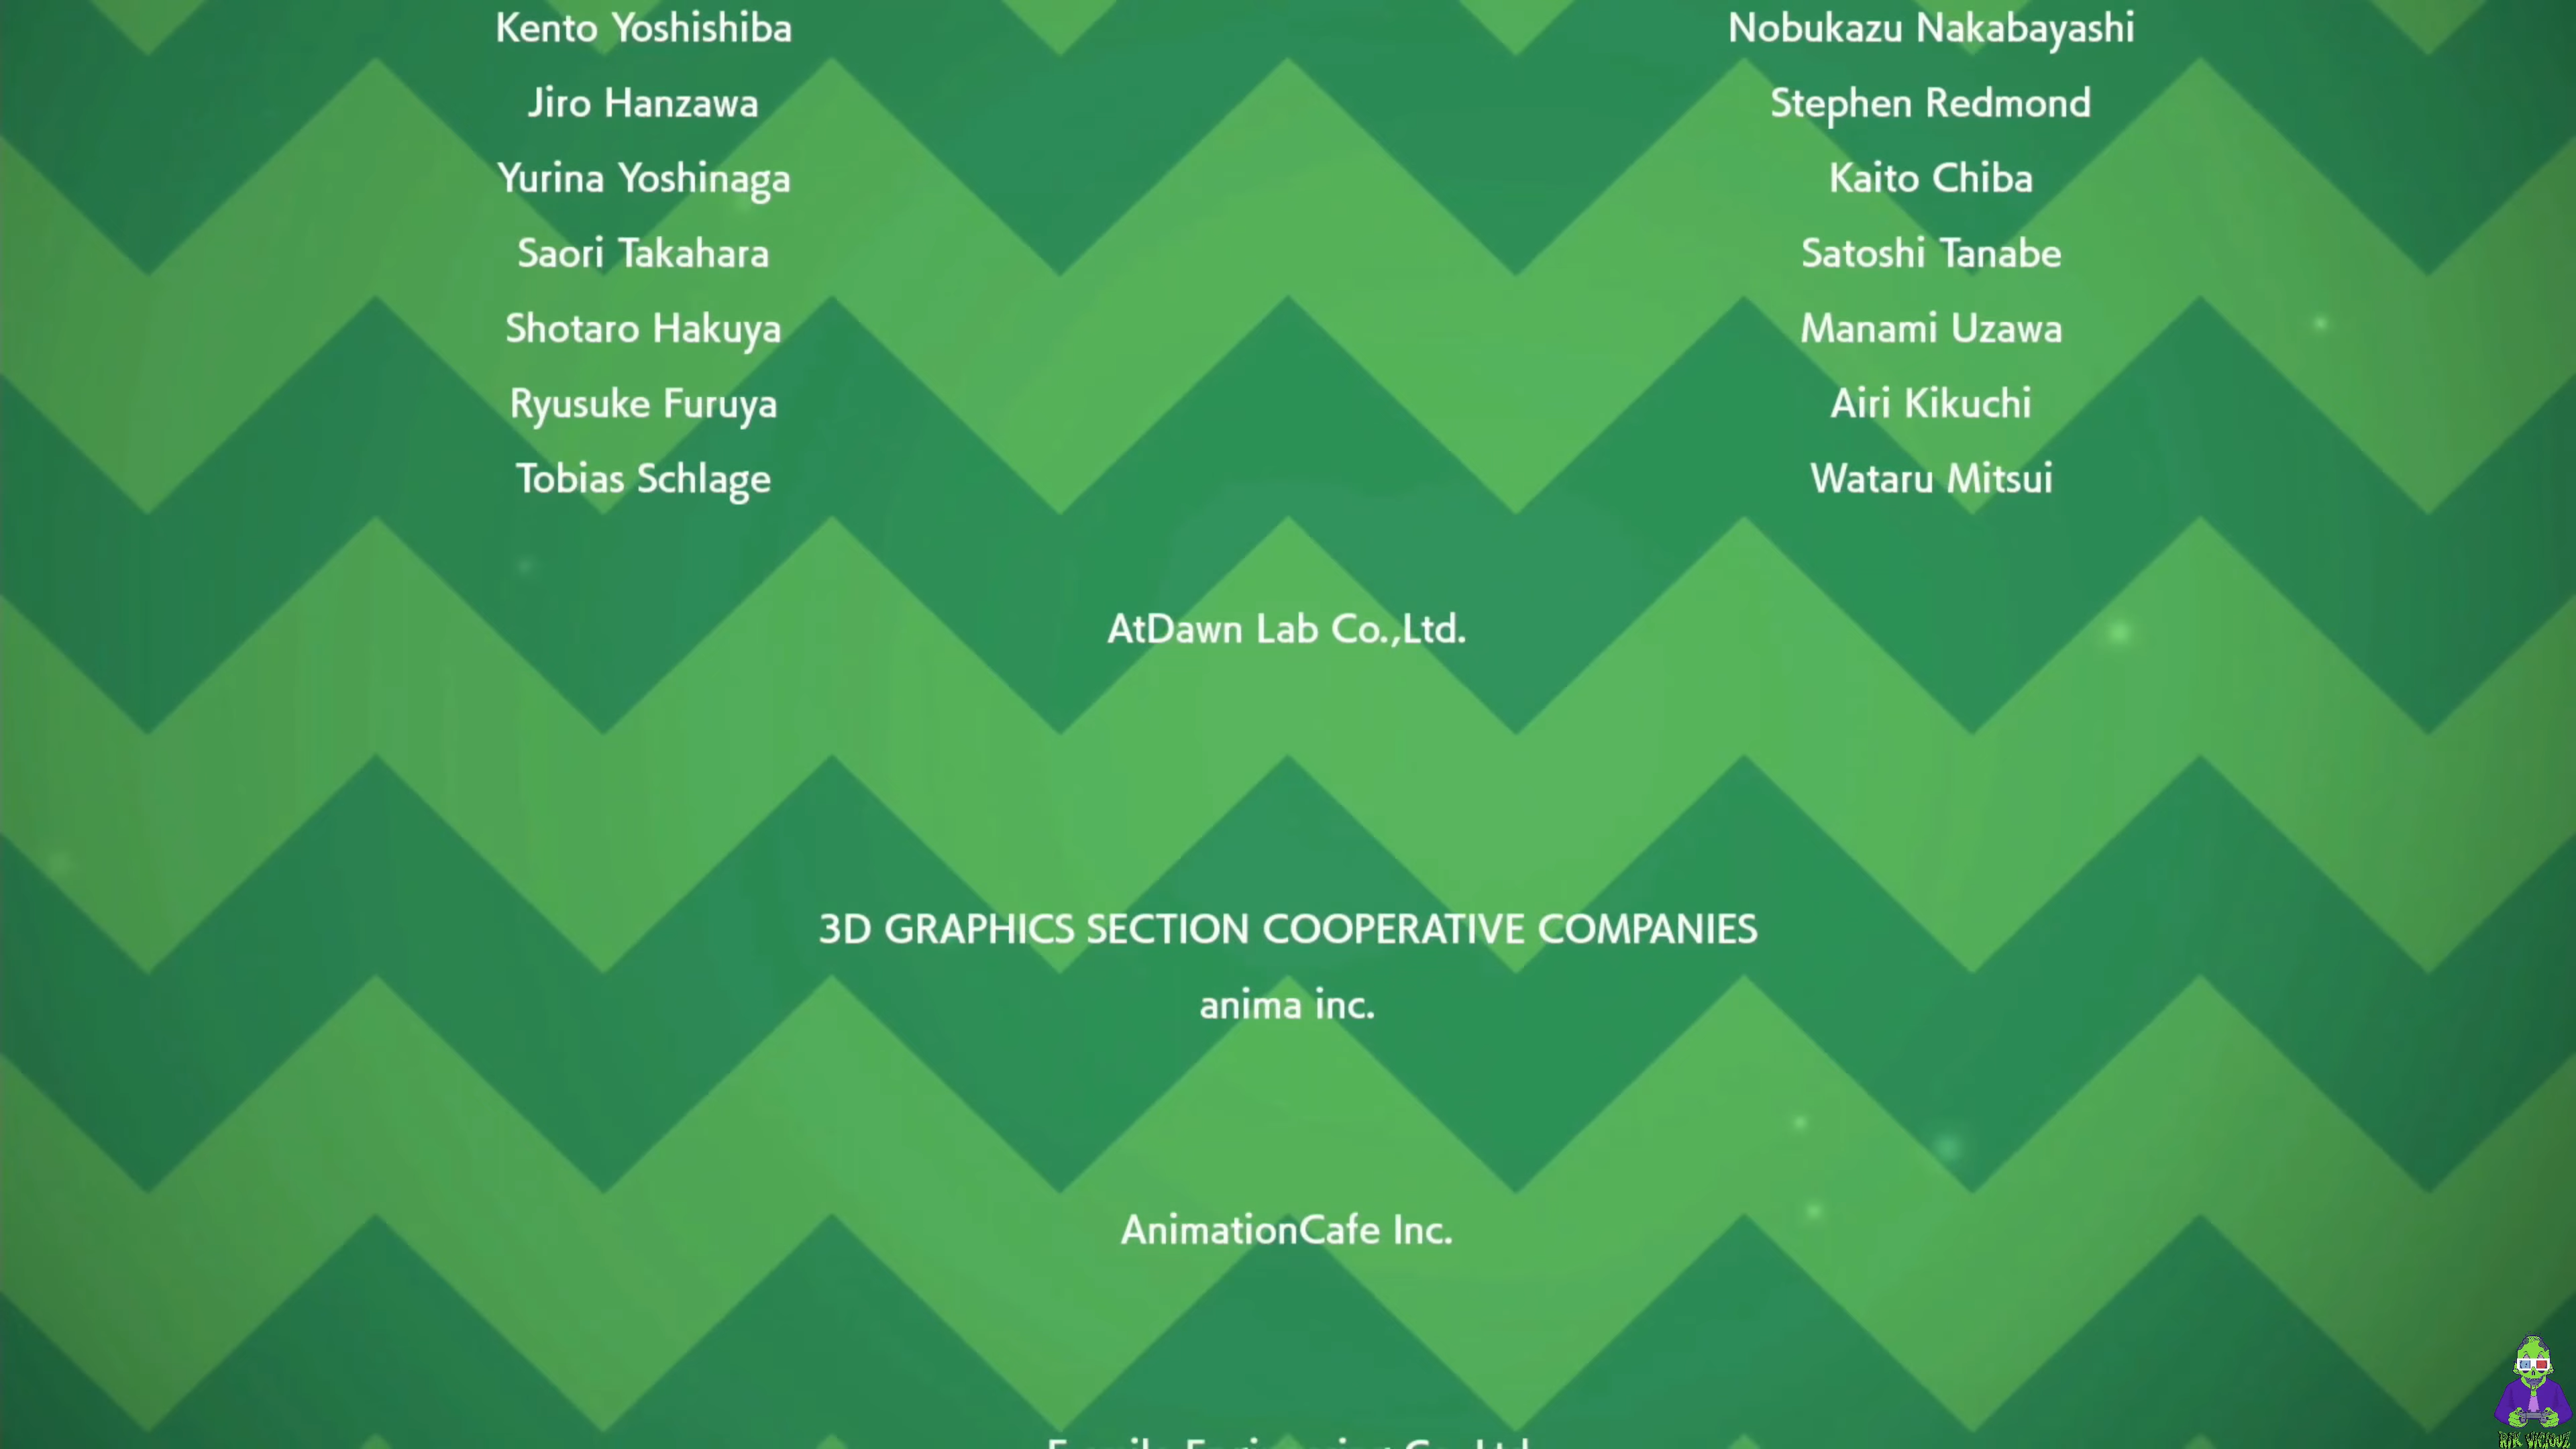 Kento Yoshishiba
Nobukazu Nakabayashi
Jiro Hanzawa
Stephen Redmond
Yurina Yoshinaga
Kaito Chiba
Saori Takahara
Satoshi Tanabe
Shotaro Hakuya
Manami Uzawa
Ryusuke Furuya
Airi Kikuchi
Tobias Schlage
Wataru Mitsui
AtDawn Lab Co.,Ltd.
3D GRAPHICS SECTION COOPERATIVE COMPANIES
anima inc.
AnimationCafe Inc.